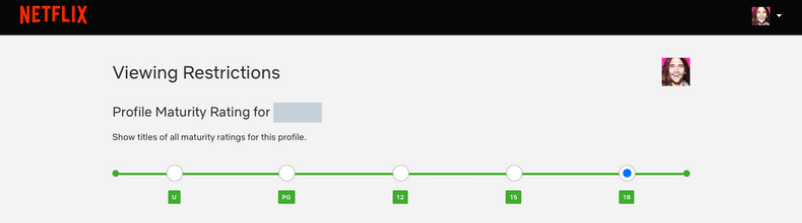 NETFLIX
Viewing Restrictions
Profile Maturity Rating for
Show titles of all maturity ratings for this profile.
U PG 12 15 18